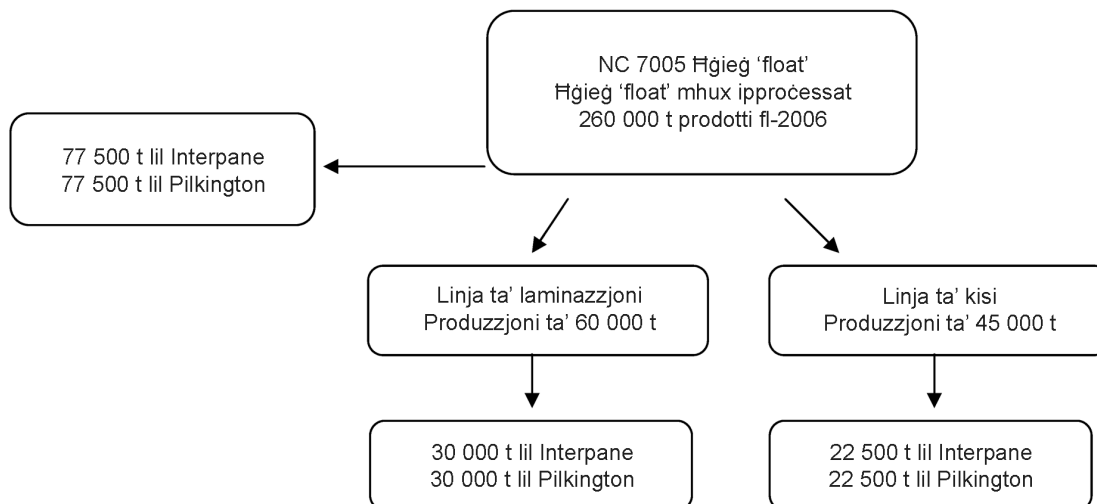 NC 7005 Ħġieġ ‘float’
Ħġieġ ‘float’ mhux ipproċessat
260 000 t prodotti fl-2006
77 500 t lil Interpane
77 500 t lil Pilkington
Linja ta’ laminazzjoni
Produzzjoni ta’ 60 000 t
Linja ta’ kisi
Produzzjoni ta’ 45 000 t
30 000 t lil Interpane
30 000 t lil Pilkington
22 500 t lil Interpane
22 500 t lil Pilkington